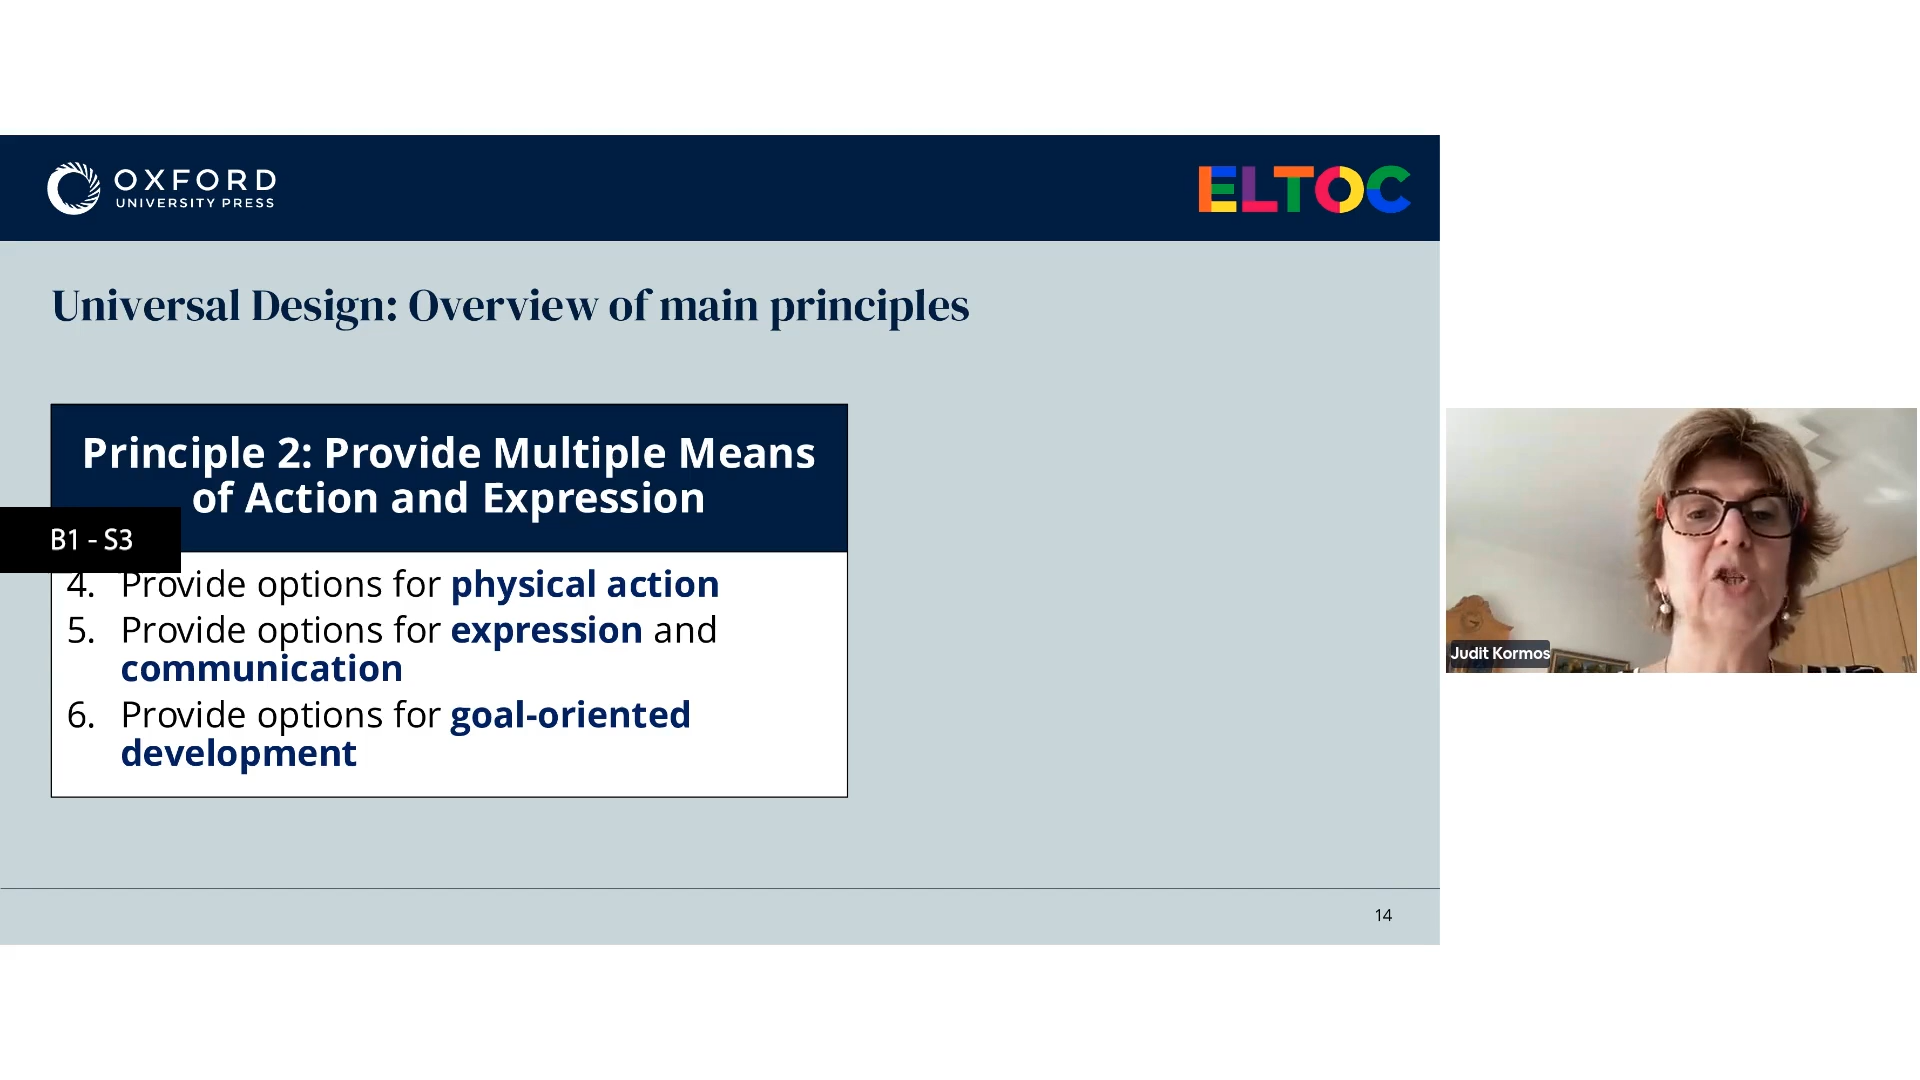 OXFORD
UNIVERSITY PRESS
ELTOC
Universal Design: Overview of main principles
Principle 2: Provide Multiple Means
of Action and Expression
B1 - S3
4. Provide options for physical action
5. Provide options for expression and
communication
6. Provide options for goal-oriented
development
Judit Kormos
14